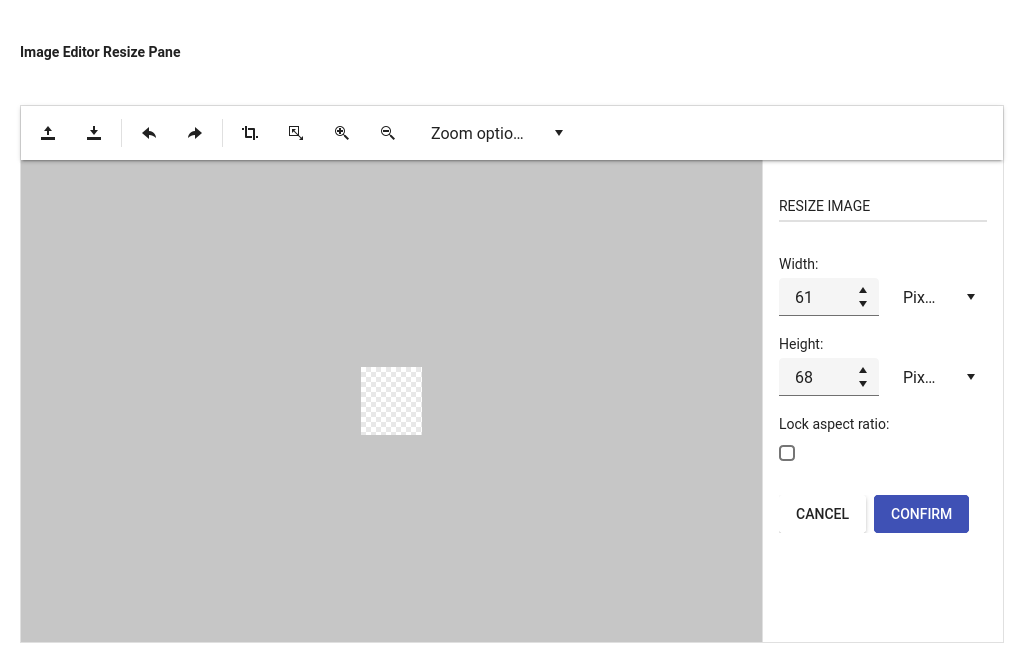 Image Editor Resize Pane
Zoom optio...
RESIZE IMAGE
Width:
61 Pix...
Height:
68 Pix...
Lock aspect ratio:
CANCEL CONFIRM